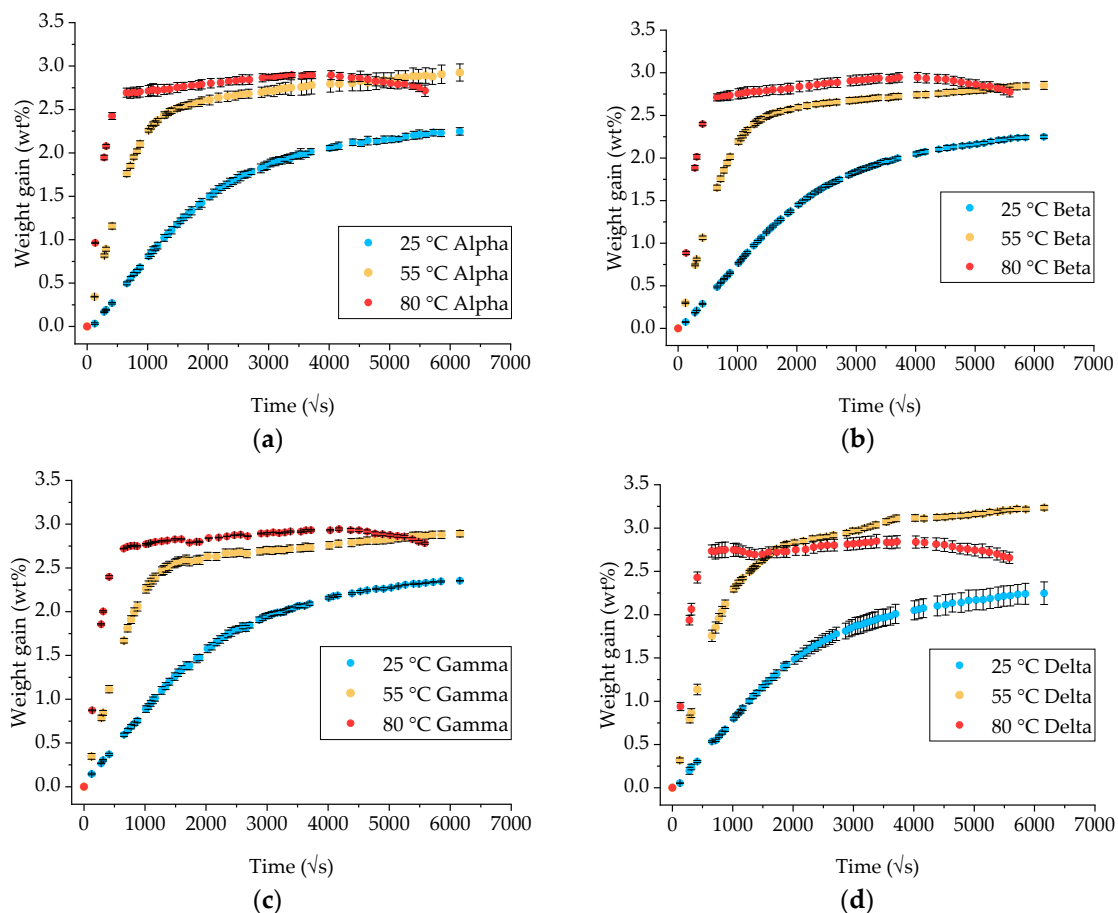 3.5
3.0
2.5
2.0
1.5
1.0
0.5
0.0
Weight gain (wt%)
25 °C Alpha
55 °C Alpha
80 °C Alpha
0 1000 2000 3000 4000 5000 6000 7000
Time (√s)
(a)
3.5
3.0
2.5
2.0
1.5
1.0
0.5
0.0
Weight gain (wt%)
25 °C Beta
55 °C Beta
80 °C Beta
0 1000 2000 3000 4000 5000 6000 7000
Time (√s)
(b)
3.5
3.0
2.5
2.0
1.5
1.0
0.5
0.0
Weight gain (wt%)
25 °C Gamma
55 °C Gamma
80 °C Gamma
0 1000 2000 3000 4000 5000 6000 7000
Time (√s)
(c)
3.5
3.0
2.5
2.0
1.5
1.0
0.5
0.0
Weight gain (wt%)
25 °C Delta
55 °C Delta
80 °C Delta
0 1000 2000 3000 4000 5000 6000 7000
Time (√s)
(d)